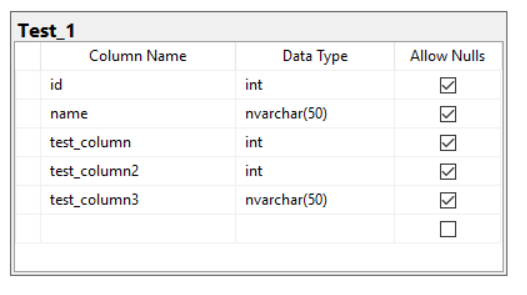 Test_1
Column Name Data Type Allow Nulls
id int
name nvarchar(50)
test_column int
test_column2 int
test_column3 nvarchar(50)